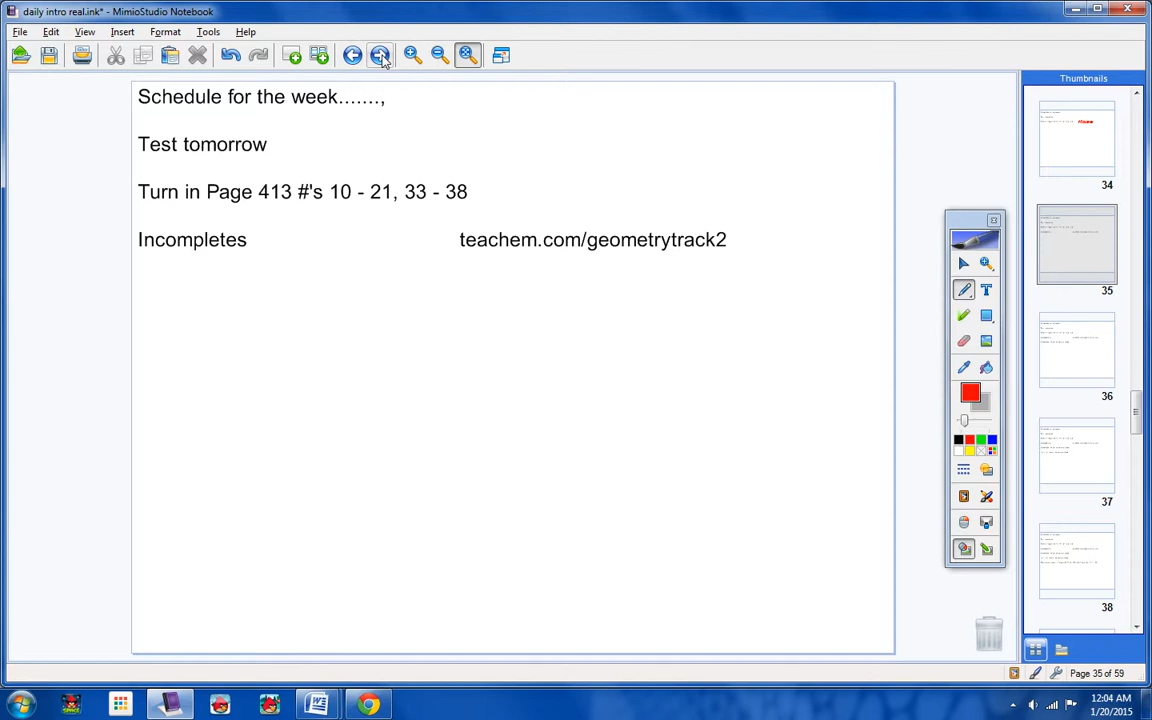 daily intro real.ink* - MimioStudio Notebook
File Edit View Insert Format Tools Help
Schedule for the week.......,
Test tomorrow
Turn in Page 413 #'s 10 - 21, 33 - 38
Incompletes teachem.com/geometrytrack2
Thumbnails
34
35
36
37
38
Page 35 of 59
12:04 AM
1/20/2015